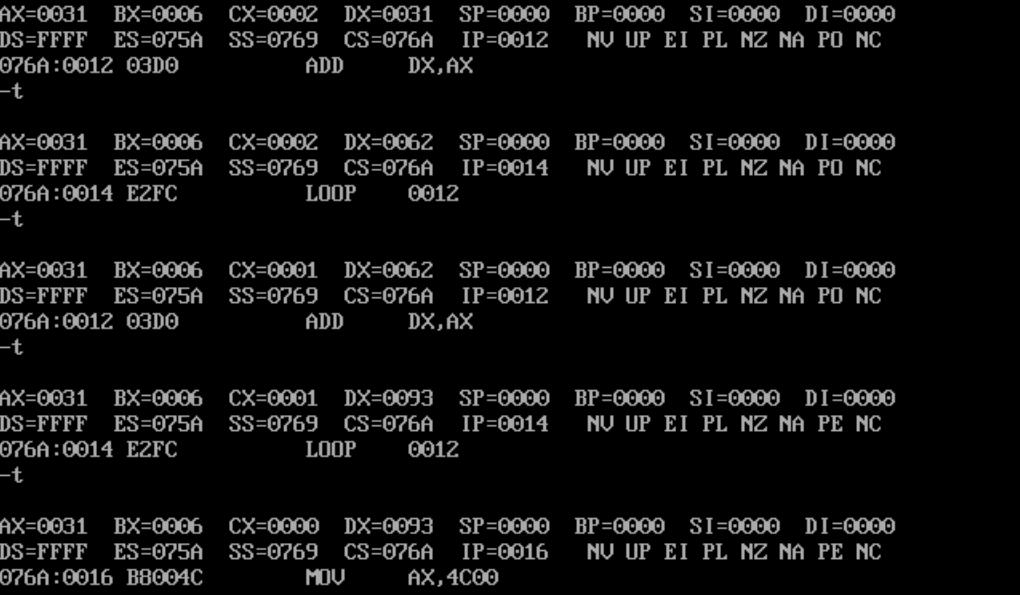 AX=0031  BX=0006  CX=0002  DX=0031  SP=0000  BP=0000  SI=0000  DI=0000
DS=FFFF  ES=075A  SS=0769  CS=076A  IP=0012   NV UP EI PL NZ NA PO NC
076A:0012 03D0          ADD     DX,AX
-t
AX=0031  BX=0006  CX=0002  DX=0062  SP=0000  BP=0000  SI=0000  DI=0000
DS=FFFF  ES=075A  SS=0769  CS=076A  IP=0014   NV UP EI PL NZ NA PO NC
076A:0014 E2FC          LOOP    0012
-t
AX=0031  BX=0006  CX=0001  DX=0062  SP=0000  BP=0000  SI=0000  DI=0000
DS=FFFF  ES=075A  SS=0769  CS=076A  IP=0012   NV UP EI PL NZ NA PO NC
076A:0012 03D0          ADD     DX,AX
-t
AX=0031  BX=0006  CX=0001  DX=0093  SP=0000  BP=0000  SI=0000  DI=0000
DS=FFFF  ES=075A  SS=0769  CS=076A  IP=0014   NV UP EI PL NZ NA PE NC
076A:0014 E2FC          LOOP    0012
-t
AX=0031  BX=0006  CX=0000  DX=0093  SP=0000  BP=0000  SI=0000  DI=0000
DS=FFFF  ES=075A  SS=0769  CS=076A  IP=0016   NV UP EI PL NZ NA PE NC
076A:0016 B8004C        MOV     AX,4C00